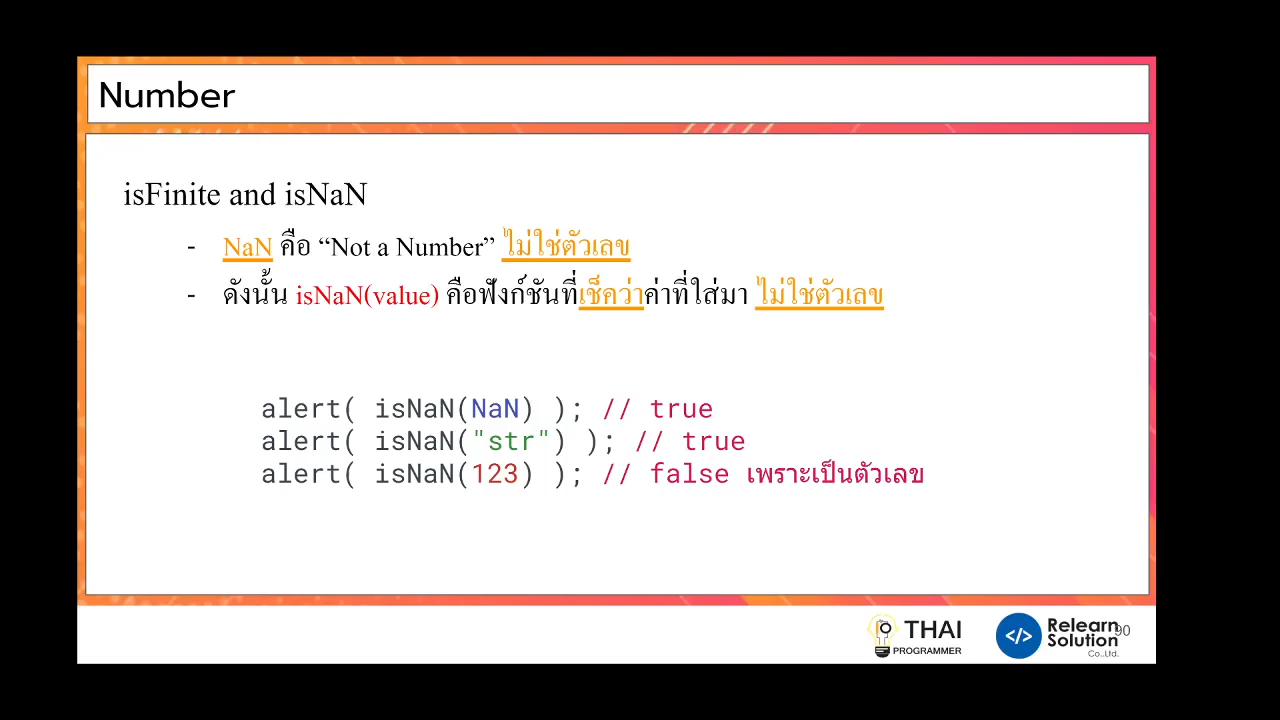 Number
isFinite and isNaN
- NaN คือ “Not a Number” ไม่ใช่ตัวเลข
- ดังนั้น isNaN(value) คือฟังก์ชันที่เช็คว่าค่าที่ใส่มา ไม่ใช่ตัวเลข
alert( isNaN(NaN) ); // true
alert( isNaN("str") ); // true
alert( isNaN(123) ); // false เพราะเป็นตัวเลข
THAI
PROGRAMMER
</>
Relearn
Solution
Co.,Ltd.
90